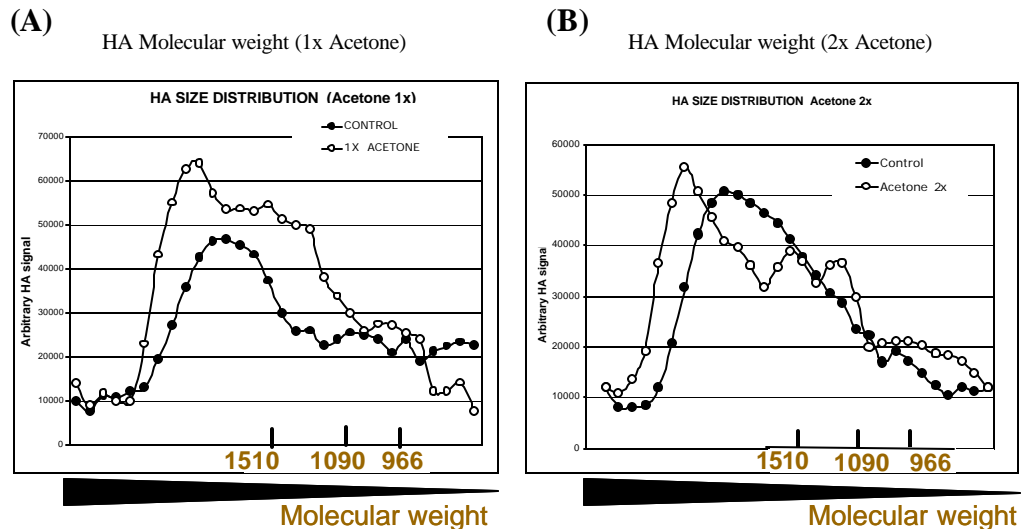 (A)
HA Molecular weight (1x Acetone)
HA SIZE DISTRIBUTION (Acetone 1x)
CONTROL
1X ACETONE
Arbitrary HA signal
70000
60000
50000
40000
30000
20000
10000
0
1510 1090 966
Molecular weight
(B)
HA Molecular weight (2x Acetone)
HA SIZE DISTRIBUTION Acetone 2x
Control
Acetone 2x
Arbitrary HA signa
60000
50000
40000
30000
20000
10000
0
1510 1090 966
Molecular weight